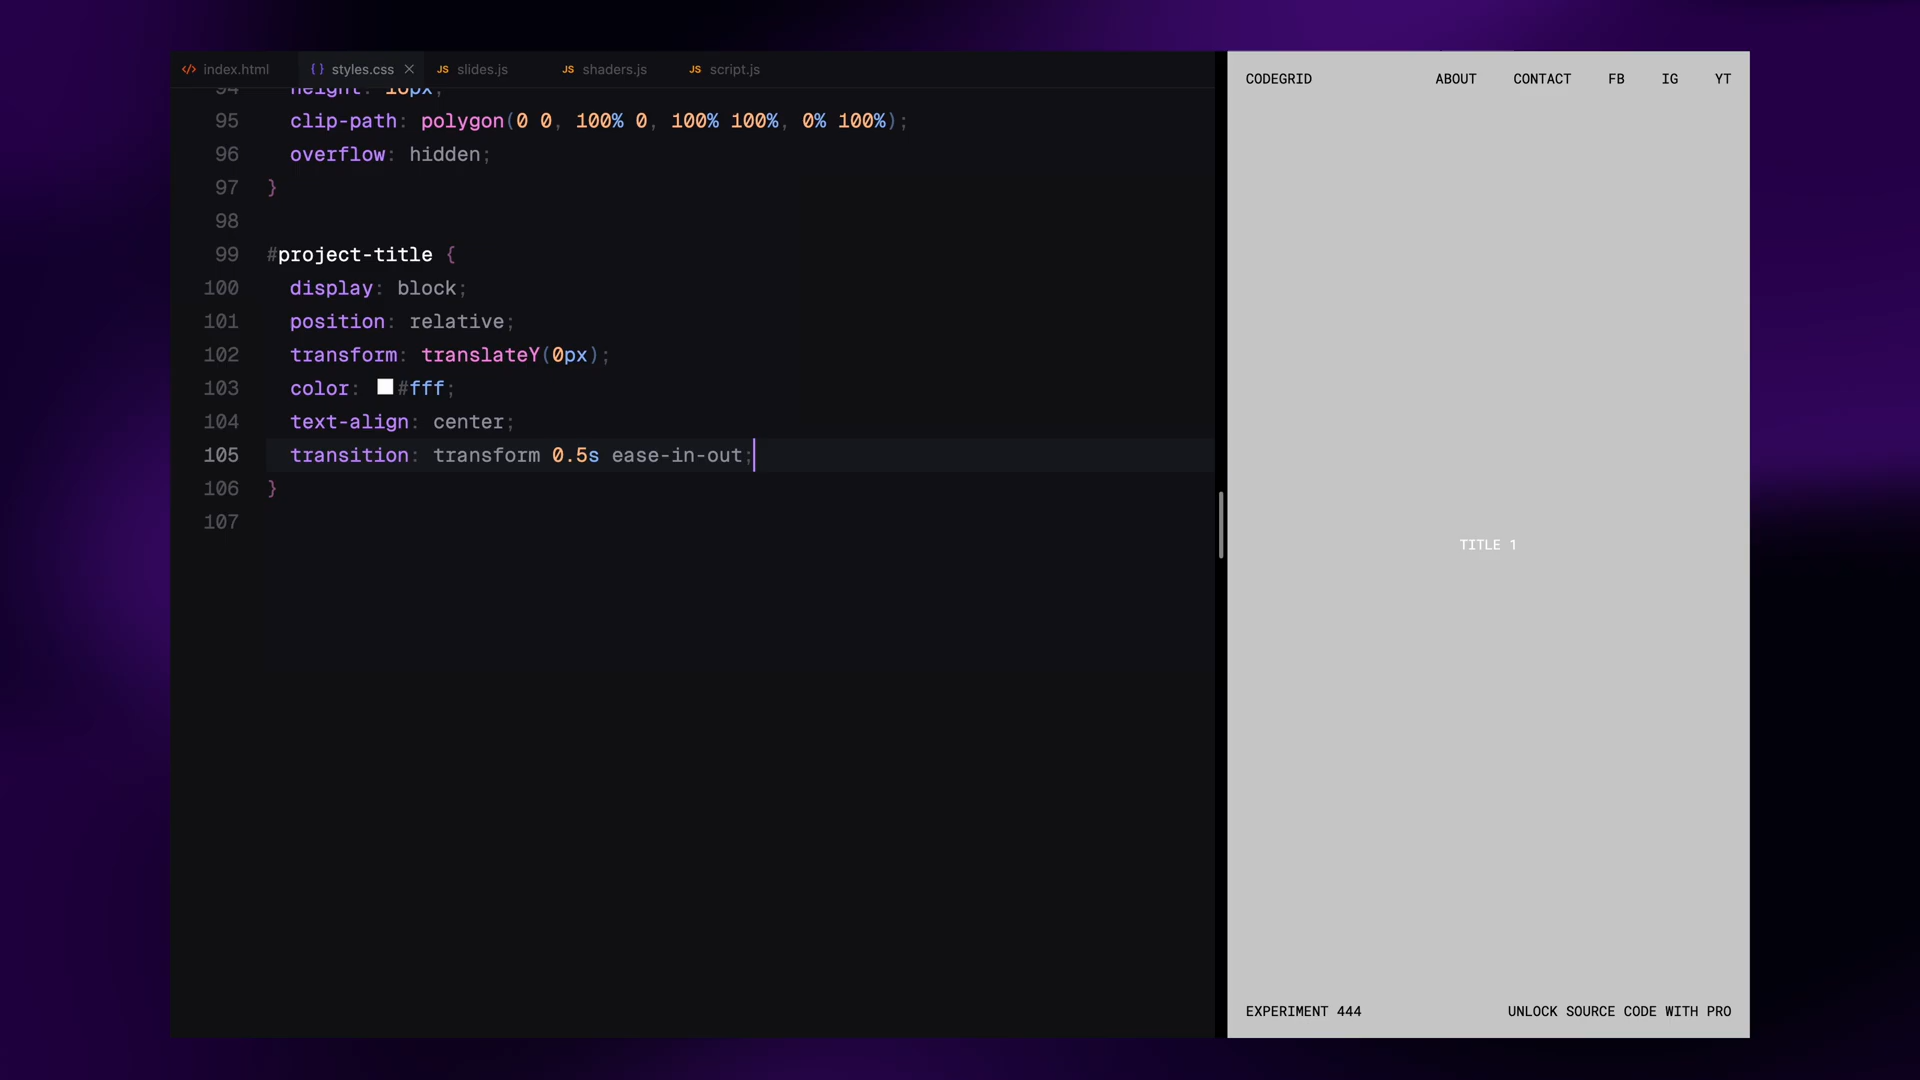 index.html styles.css slides.js shaders.js script.js
94 height: 16px;
95 clip-path: polygon(0 0, 100% 0, 100% 100%, 0% 100%);
96 overflow: hidden;
97 }
98
99 #project-title {
100 display: block;
101 position: relative;
102 transform: translateY(0px);
103 color: #fff;
104 text-align: center;
105 transition: transform 0.5s ease-in-out;
106 }
107
CODEGRID ABOUT CONTACT FB IG YT
TITLE 1
EXPERIMENT 444 UNLOCK SOURCE CODE WITH PRO